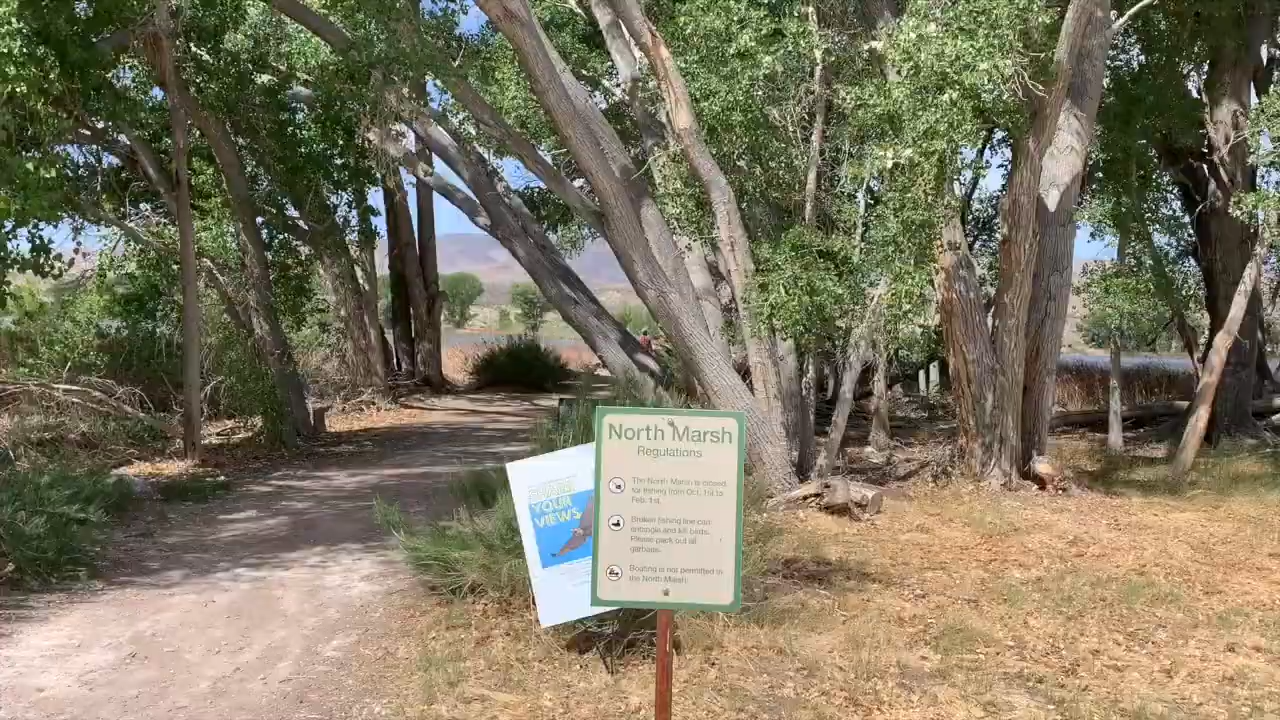 North Marsh
Regulations
The North Marsh is closed
for fishing from Oct. 1st to
Feb. 1st.
Broken fishing line can
entangle and kill birds.
Please pack out all
garbage.
Boating is not permitted in
the North Marsh.
SHARE
YOUR
VIEWS